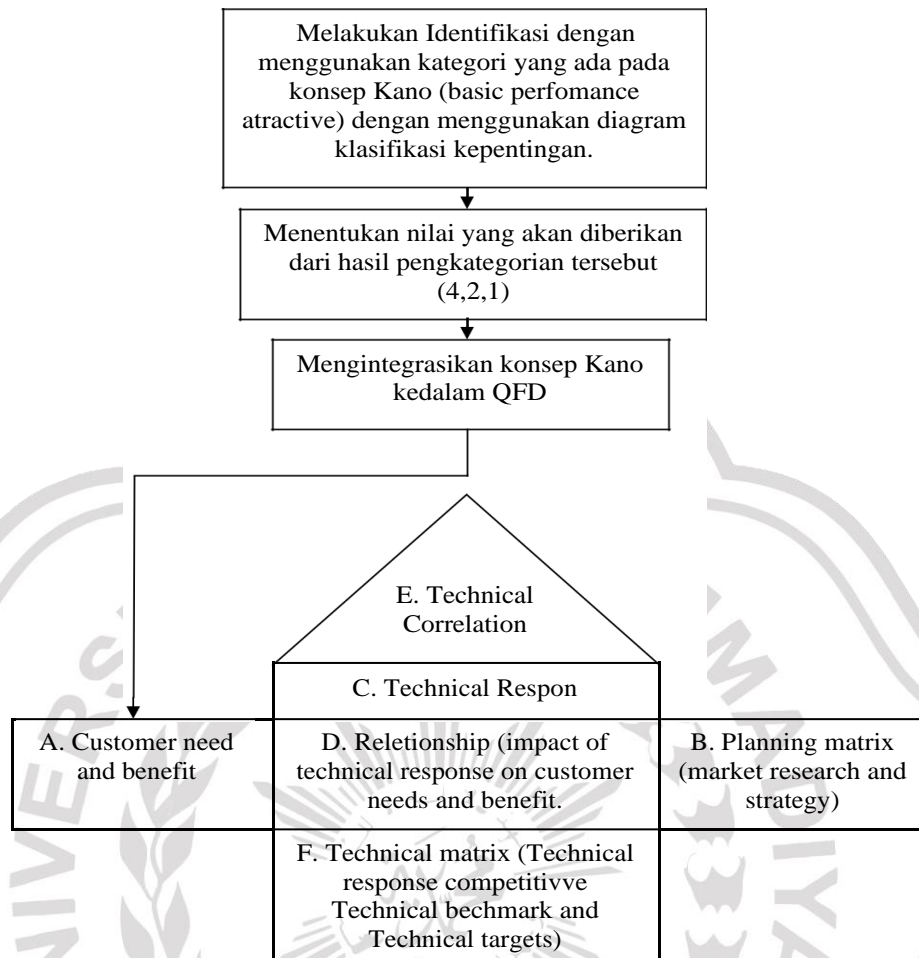 Melakukan Identifikasi dengan
menggunakan kategori yang ada pada
konsep Kano (basic perfomance
atractive) dengan menggunakan diagram
klasifikasi kepentingan.
Menentukan nilai yang akan diberikan
dari hasil pengkategorian tersebut
(4,2,1)
Mengintegrasikan konsep Kano
kedalam QFD
E. Technical
Correlation
C. Technical Respon
A. Customer need
and benefit
D. Reletionship (impact of
technical response on customer
needs and benefit.
B. Planning matrix
(market research and
strategy)
F. Technical matrix (Technical
response competitivve
Technical bechmark and
Technical targets)